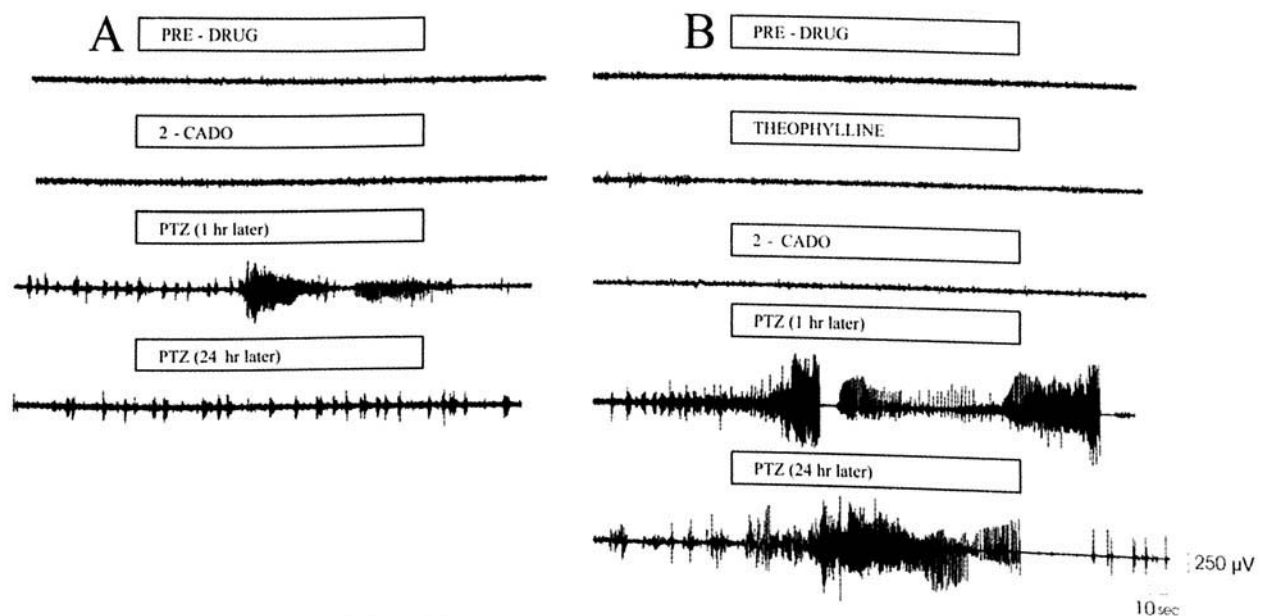 A
PRE - DRUG
2 - CADO
PTZ (1 hr later)
PTZ (24 hr later)
B
PRE - DRUG
THEOPHYLLINE
2 - CADO
PTZ (1 hr later)
PTZ (24 hr later)
250 µV
10 sec